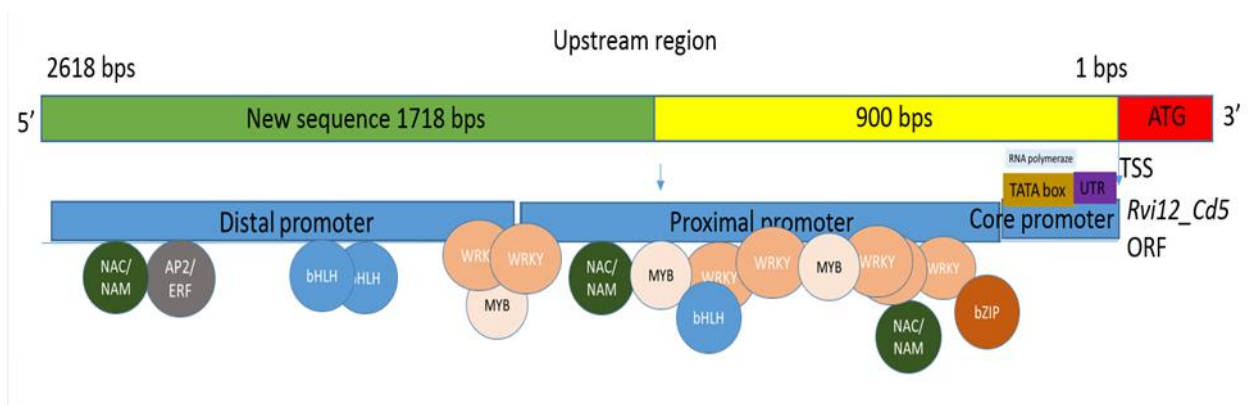 Upstream region
2618 bps
1 bps
5’
New sequence 1718 bps
900 bps
ATG
3’
RNA polymeraze
TSS
TATA box
UTR
Distal promoter
Proximal promoter
Core promoter
Rvi12_Cd5
ORF
NAC/
NAM
AP2/
ERF
bHLH
bHLH
WRKY
WRKY
MYB
NAC/
NAM
MYB
WRKY
bHLH
WRKY
MYB
WRKY
WRKY
NAC/
NAM
bZIP